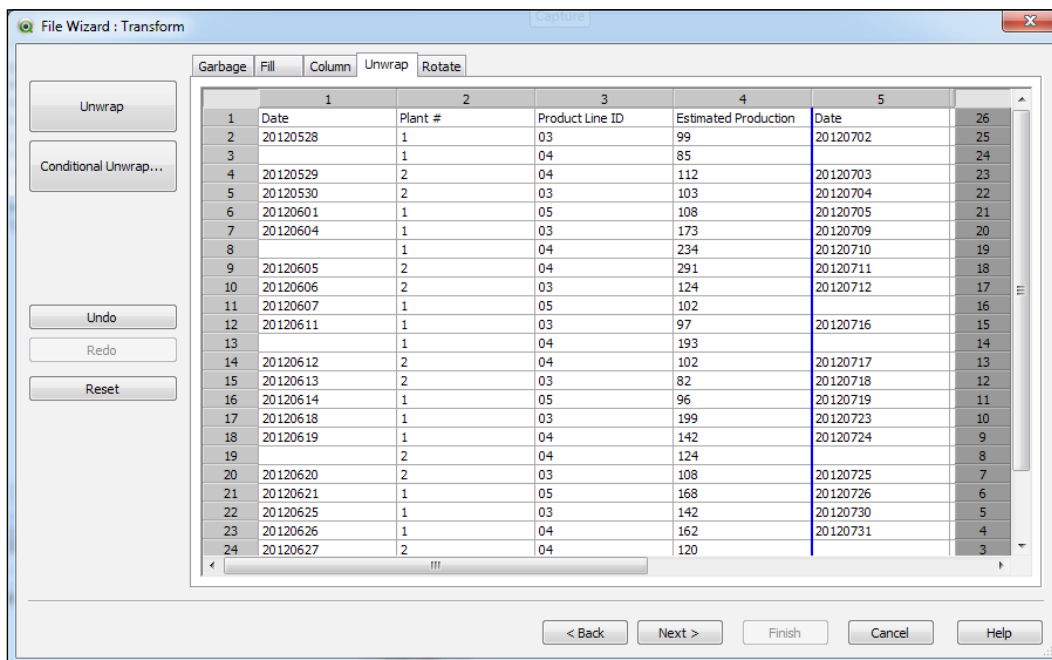 File Wizard : Transform
Capture
x
Garbage Fill Column Unwrap Rotate
Unwrap
Conditional Unwrap...
Undo
Redo
Reset
1 2 3 4 5
1 Date Plant # Product Line ID Estimated Production Date 26
2 20120528 1 03 99 20120702 25
3 1 04 85 24
4 20120529 2 04 112 20120703 23
5 20120530 2 03 103 20120704 22
6 20120601 1 05 108 20120705 21
7 20120604 1 03 173 20120709 20
8 1 04 234 20120710 19
9 20120605 2 04 291 20120711 18
10 20120606 2 03 124 20120712 17
11 20120607 1 05 102 16
12 20120611 1 03 97 20120716 15
13 1 04 193 14
14 20120612 2 04 102 20120717 13
15 20120613 2 03 82 20120718 12
16 20120614 1 05 96 20120719 11
17 20120618 1 03 199 20120723 10
18 20120619 1 04 142 20120724 9
19 2 04 124 8
20 20120620 2 03 108 20120725 7
21 20120621 1 05 168 20120726 6
22 20120625 1 03 142 20120730 5
23 20120626 1 04 162 20120731 4
24 20120627 2 04 120 3
< Back Next > Finish Cancel Help